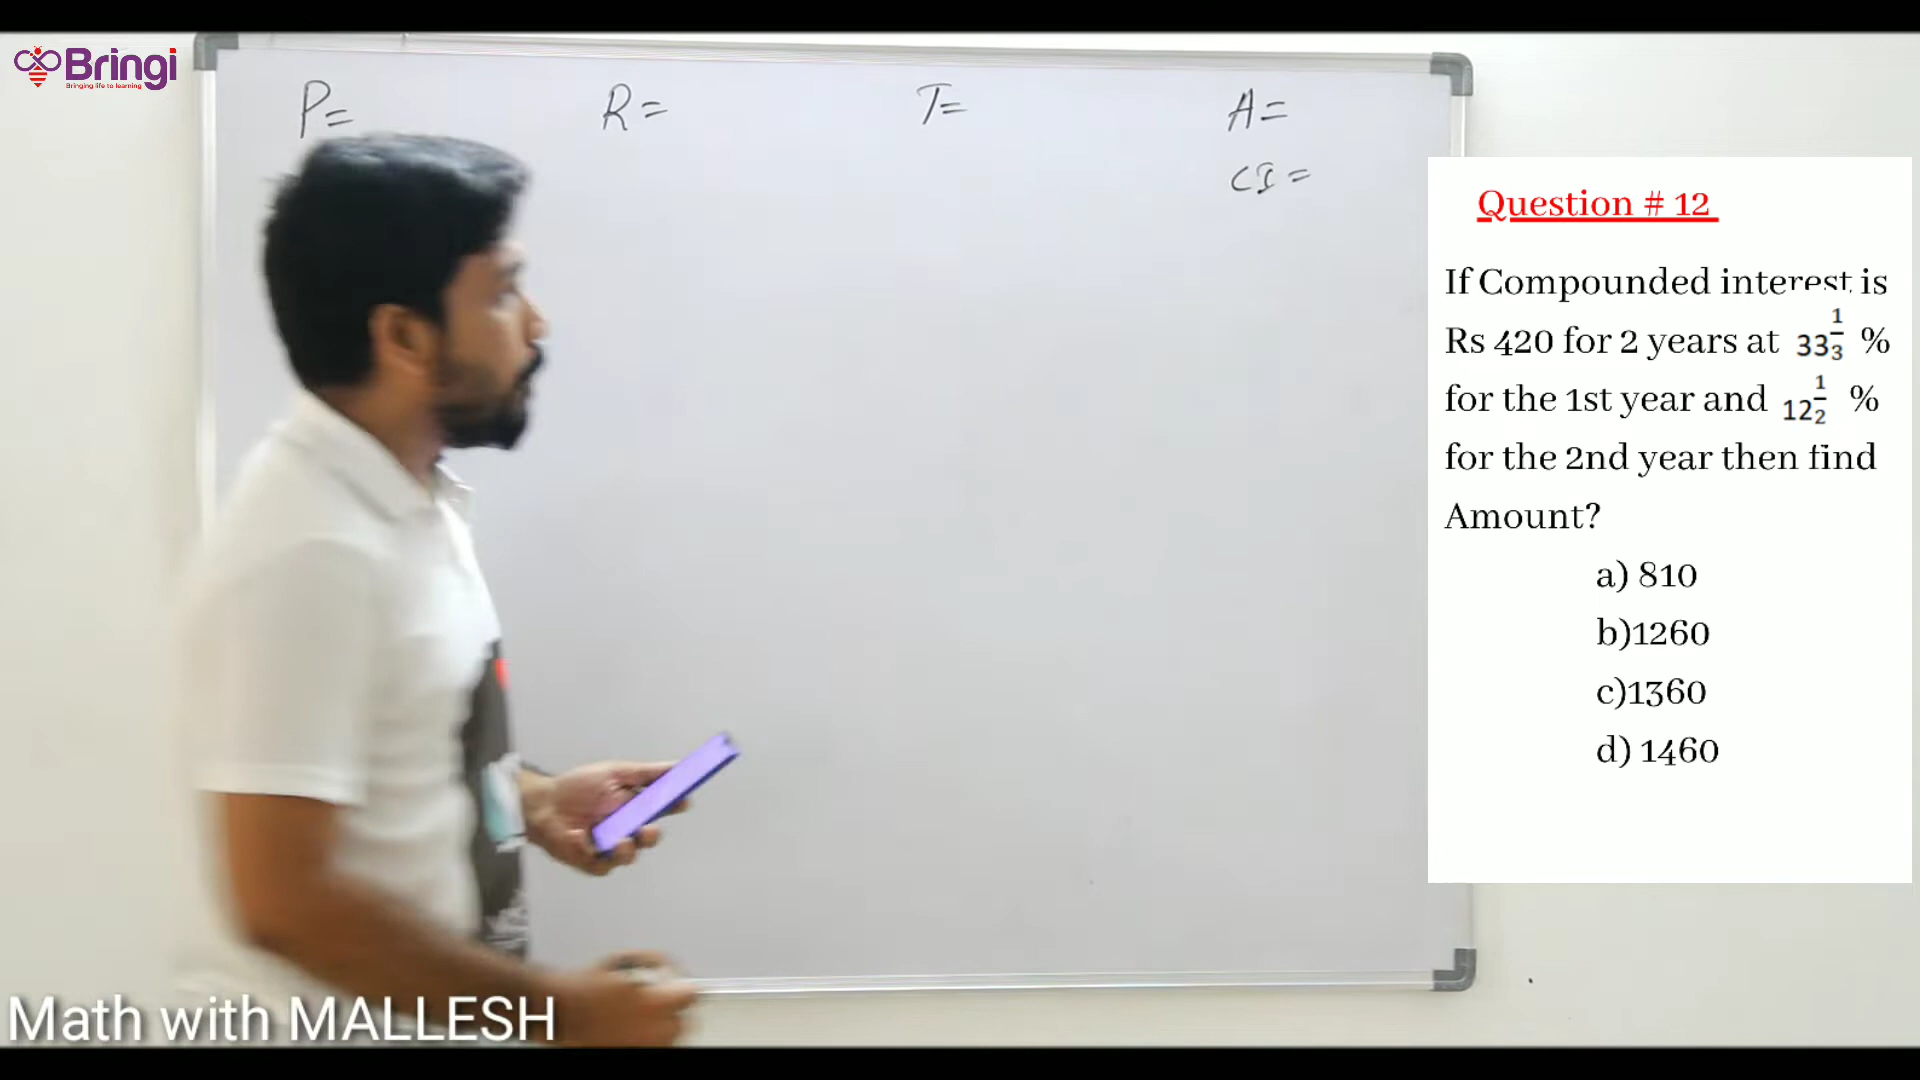 Bringi
Bringing life to learning
P=
R=
T=
A=
CI=
Question # 12
If Compounded interest is
Rs 420 for 2 years at 33 1/3 %
for the 1st year and 12 1/2 %
for the 2nd year then find
Amount?
a) 810
b)1260
c)1360
d) 1460
Math with MALLESH